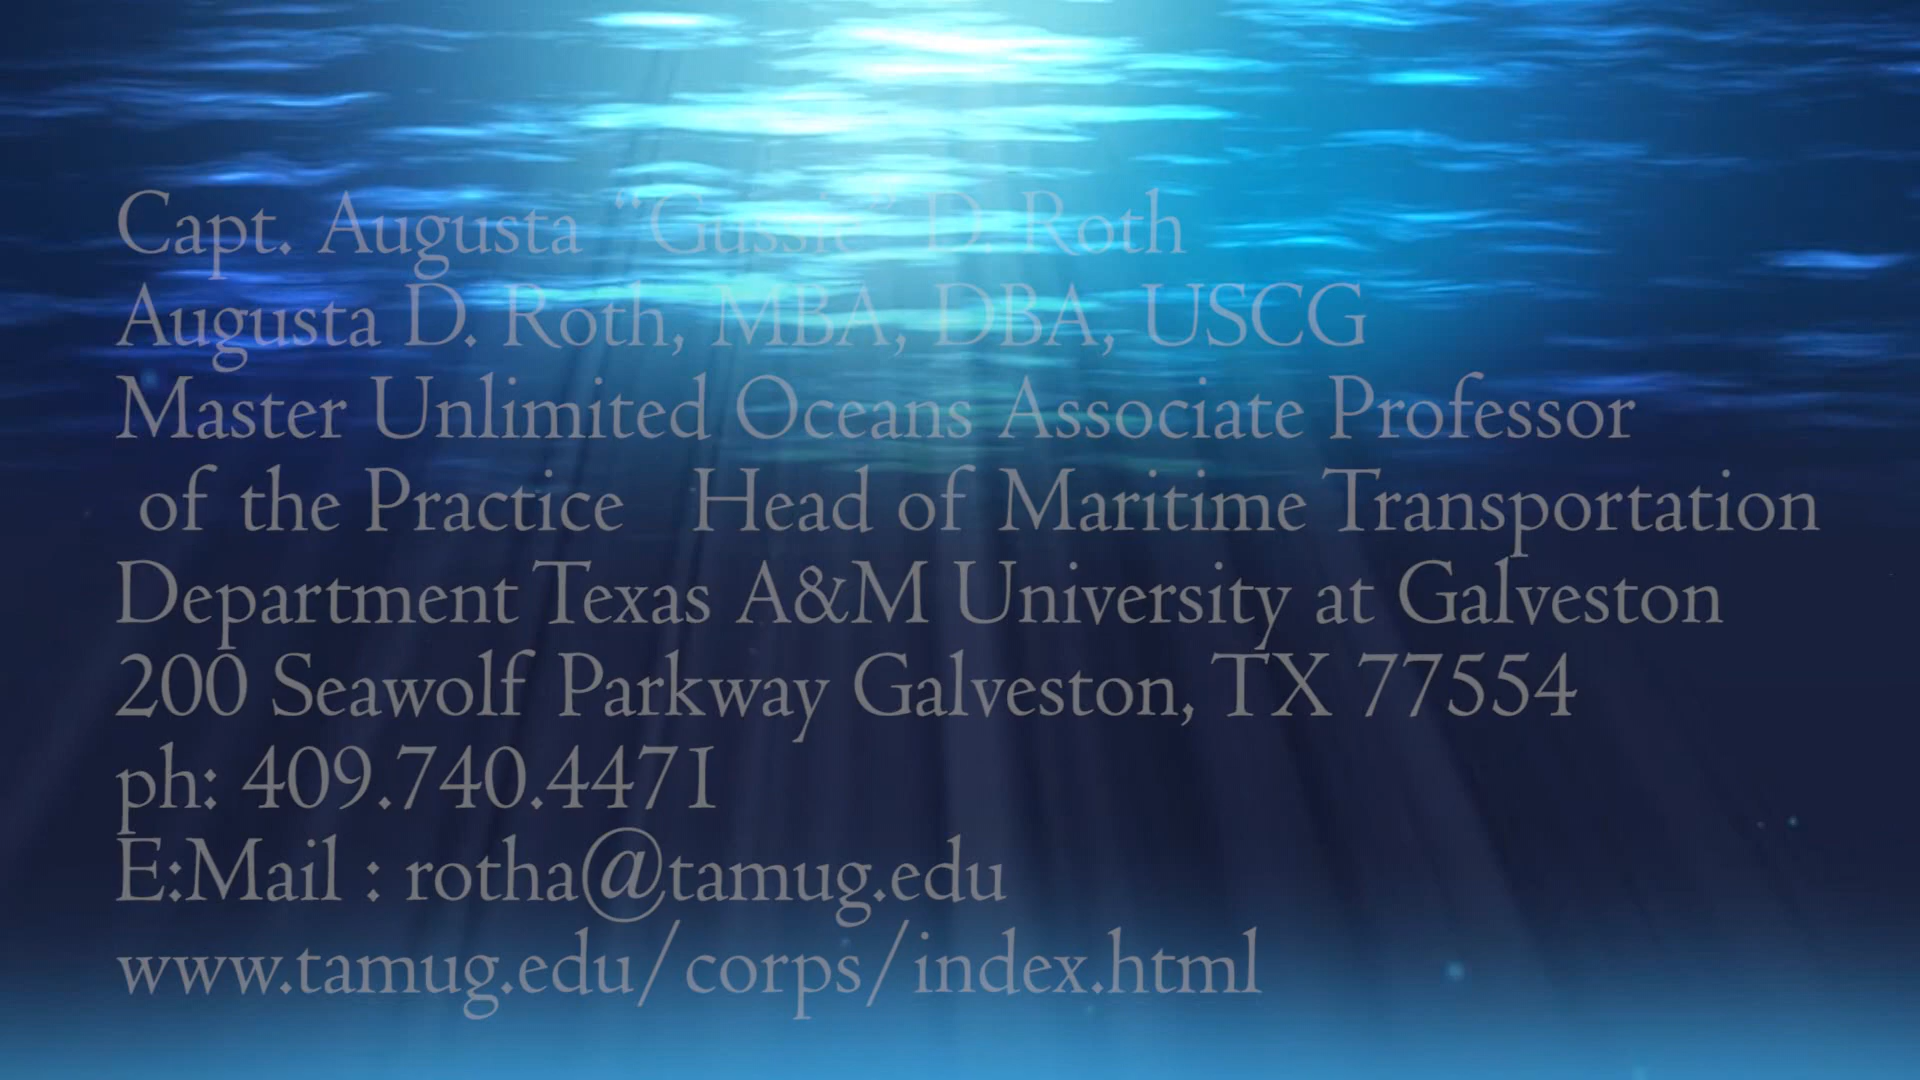 Capt. Augusta “Gussie” D. Roth
Augusta D. Roth, MBA, DBA, USCG
Master Unlimited Oceans Associate Professor
of the Practice Head of Maritime Transportation
Department Texas A&M University at Galveston
200 Seawolf Parkway Galveston, TX 77554
ph: 409.740.4471
E:Mail : rotha@tamug.edu
www.tamug.edu/corps/index.html